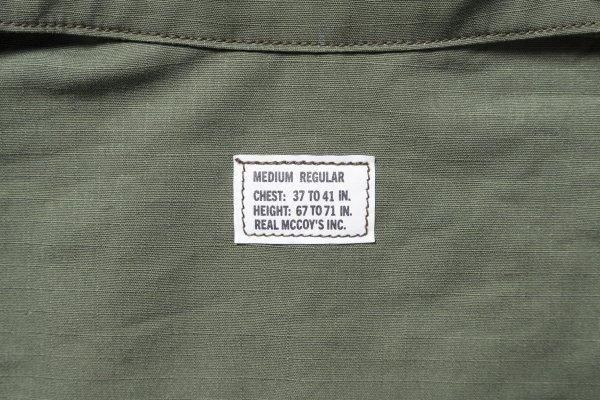 MEDIUM REGULAR
CHEST: 37 TO 41 IN.
HEIGHT: 67 TO 71 IN.
REAL MCCOY'S INC.